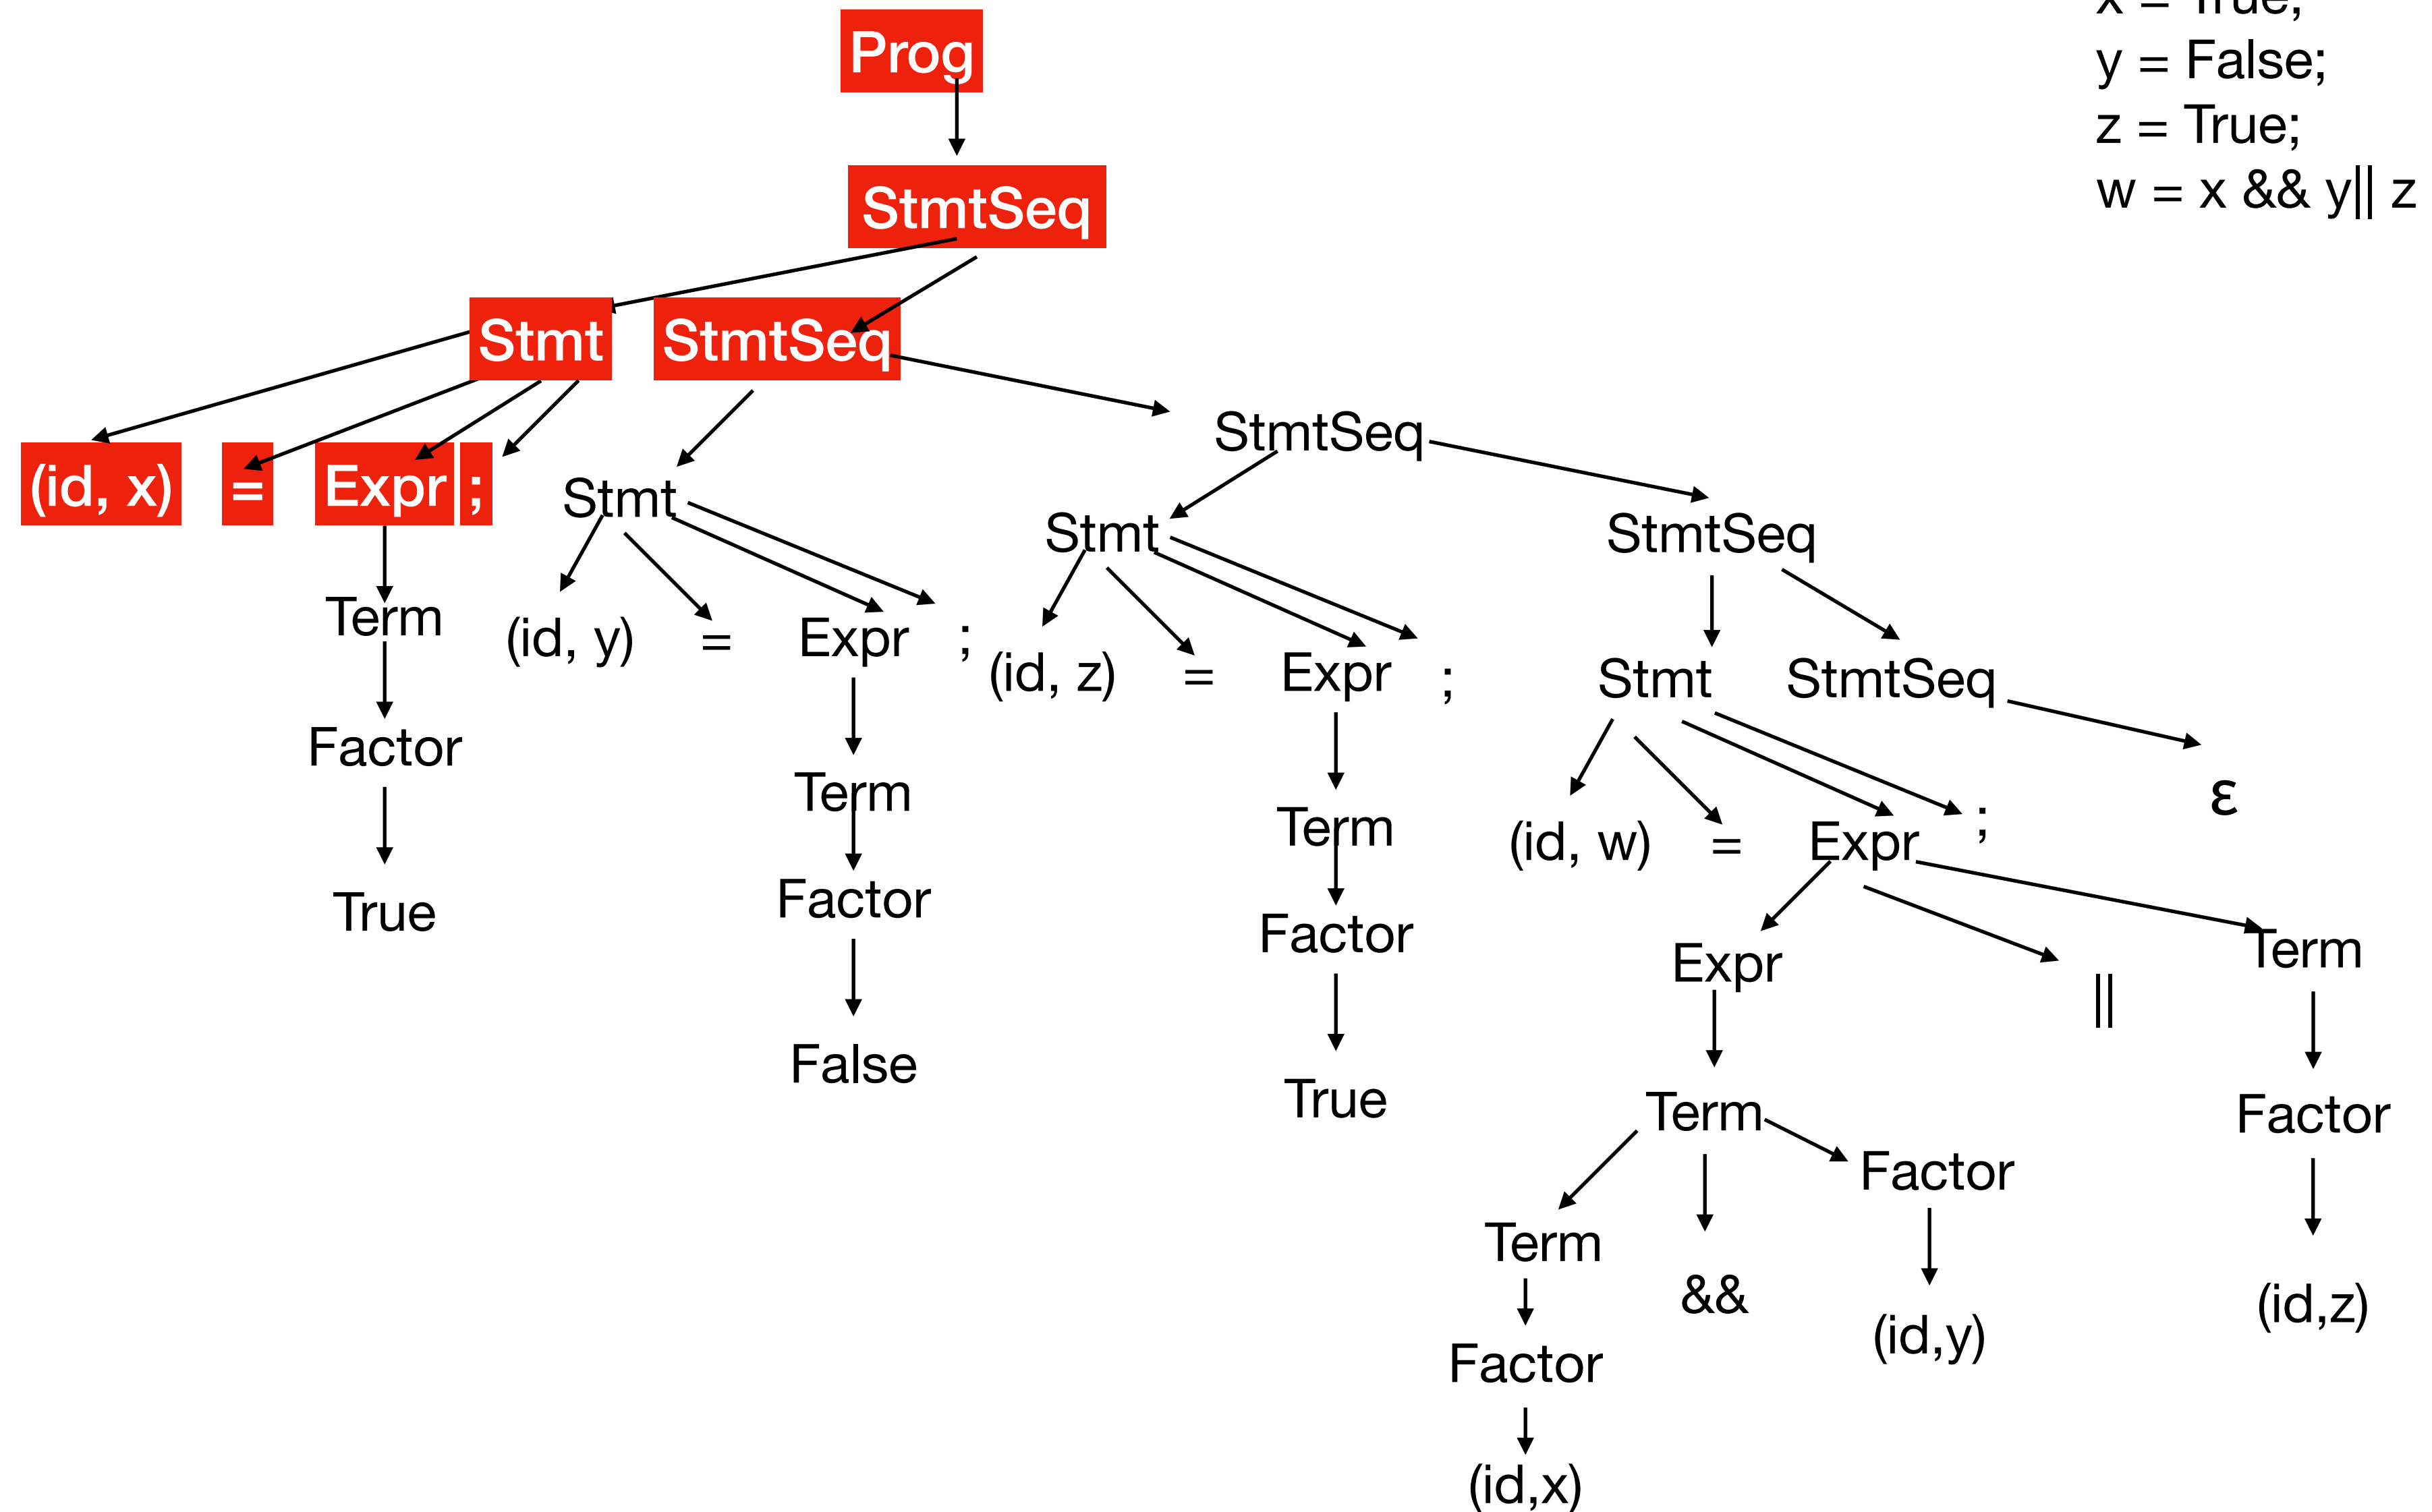 x = True;
Prog
y = False;
z = True;
w = x && y|| z
StmtSeq
Stmt StmtSeq
StmtSeq
(id, x) = Expr ;
Stmt
Stmt
StmtSeq
Term
(id, y) = Expr ;
(id, z) = Expr ;
Stmt StmtSeq
Factor
Term
Term
ε
(id, w) = Expr ;
True
Factor
Factor
Expr
||
Term
False
True
Term
Factor
Factor
Term
&&
(id,y)
(id,z)
Factor
(id,x)